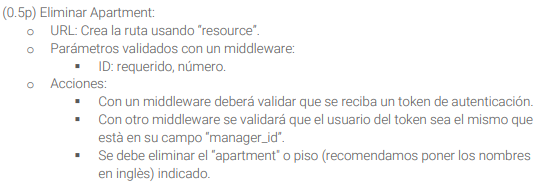 (0.5p) Eliminar Apartment:
o URL: Crea la ruta usando “resource”.
o Parámetros validados con un middleware:
▪ ID: requerido, número.
o Acciones:
▪ Con un middleware deberá validar que se reciba un token de autenticación.
▪ Con otro middleware se validará que el usuario del token sea el mismo que
està en su campo “manager_id”.
▪ Se debe eliminar el “apartment" o piso (recomendamos poner los nombres
en inglès) indicado.